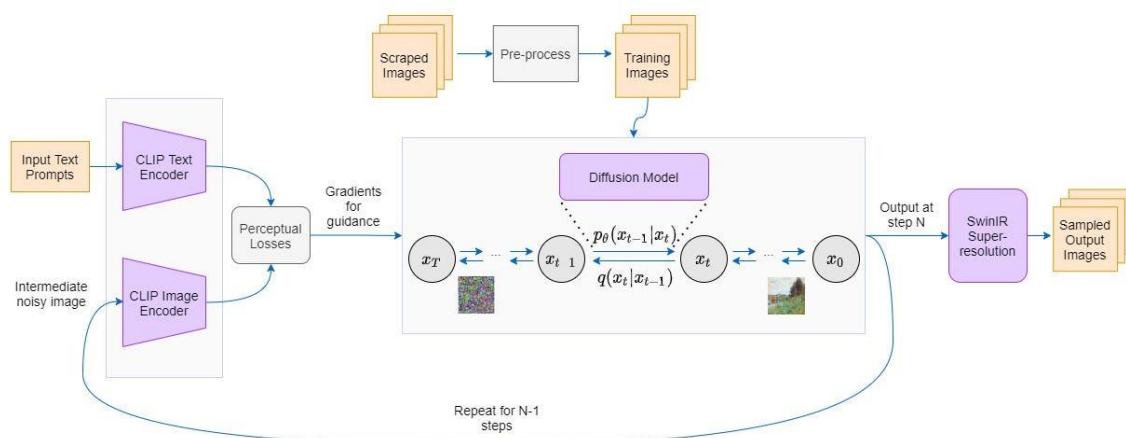 Scraped
Images
Pre-process
Training
Images
Input Text
Prompts
CLIP Text
Encoder
Perceptual
Losses
Gradients
for
guidance
Diffusion Model
Output at
step N
SwinIR
Super-
resolution
Sampled
Output
Images
p_θ(x_{t-1}|x_t)
x_T
...
x_{t 1}
x_t
...
x_0
q(x_t|x_{t-1})
Intermediate
noisy image
CLIP Image
Encoder
Repeat for N-1
steps